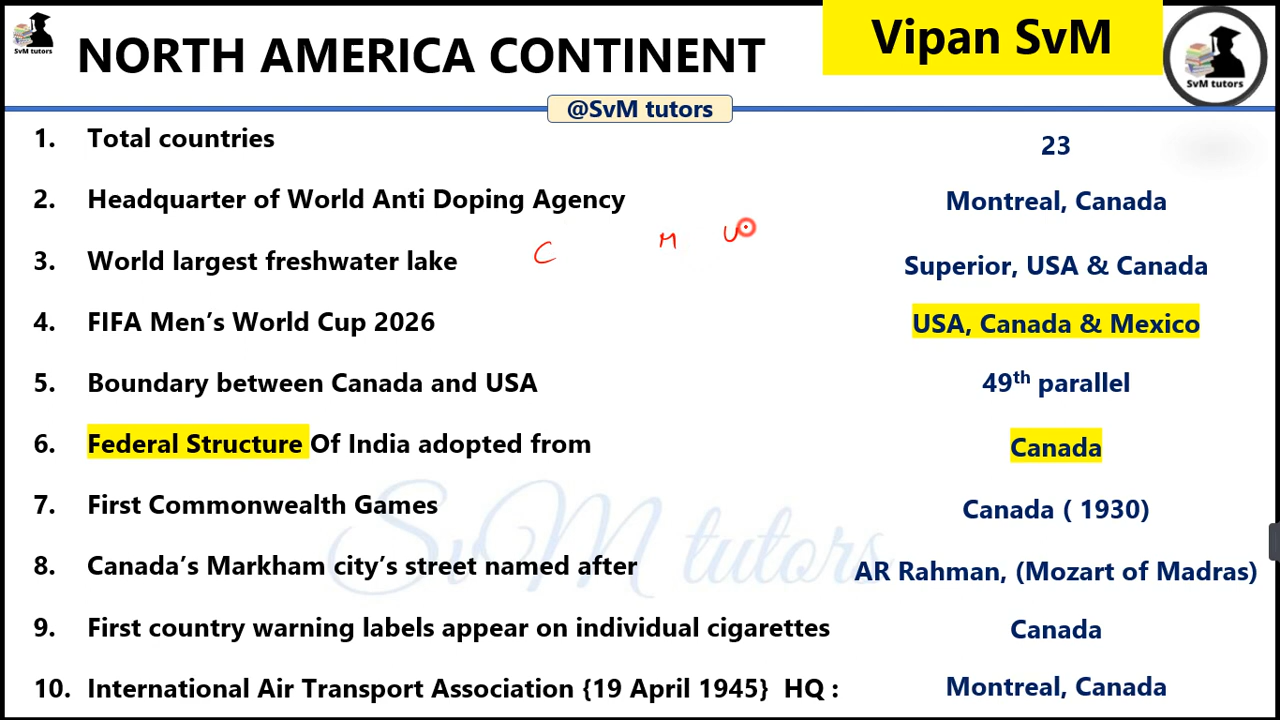 SvM tutors
NORTH AMERICA CONTINENT
Vipan SvM
SvM tutors
@SvM tutors
1. Total countries 23
2. Headquarter of World Anti Doping Agency Montreal, Canada
C M U
3. World largest freshwater lake Superior, USA & Canada
4. FIFA Men’s World Cup 2026 USA, Canada & Mexico
5. Boundary between Canada and USA 49th parallel
6. Federal Structure Of India adopted from Canada
7. First Commonwealth Games Canada ( 1930)
SvM tutors
8. Canada’s Markham city’s street named after AR Rahman, (Mozart of Madras)
9. First country warning labels appear on individual cigarettes Canada
10. International Air Transport Association {19 April 1945} HQ : Montreal, Canada